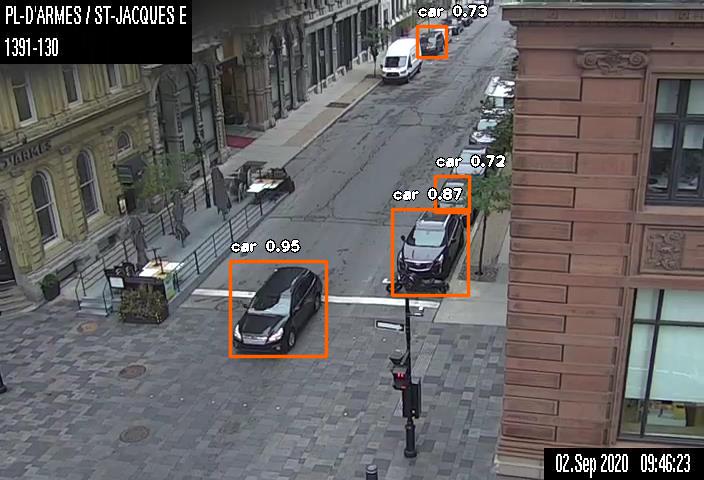 PL-D'ARMES / ST-JACQUES E
1391-130
car 0.73
car 0.72
car 0.87
car 0.95
02.Sep 2020 09:46:23